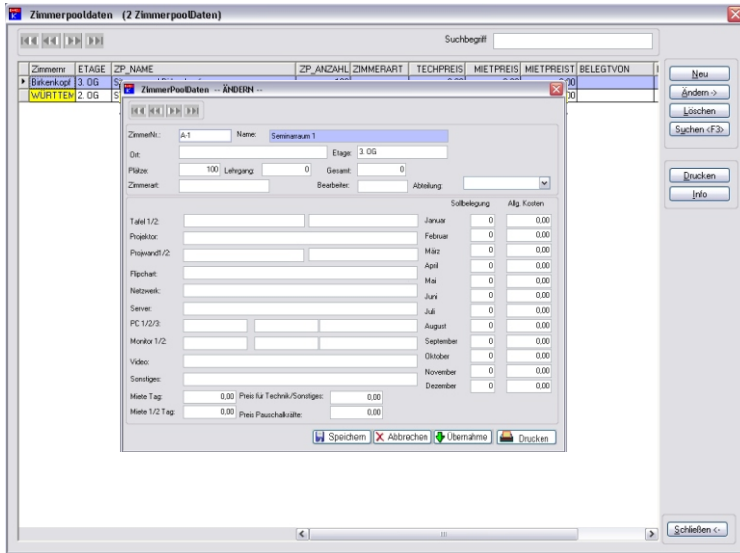 Zimmerpooldaten (2 ZimmerpoolDaten)
Suchbegriff
Zimmernr ETAGE ZP_NAME ZP_ANZAHL ZIMMERART TECHPREIS MIETPREIS MIETPREIST BELEGTVON
Birkenkopf 3. OG
WÜRTTEM 2. OG S
Neu
Ändern ->
Löschen
Suchen <F3>
Drucken
Info
Schließen <-
ZimmerPoolDaten -- ÄNDERN --
ZimmerNr.: A-1 Name: Seminarraum 1
Ort: Etage: 3. OG
Plätze: 100 Lehrgang: 0 Gesamt: 0
Zimmerart: Bearbeiter: Abteilung:
Sollbelegung Allg. Kosten
Tafel 1/2: Januar 0 0,00
Projektor: Februar 0 0,00
Projwand1/2: März 0 0,00
April 0 0,00
Flipchart: Mai 0 0,00
Netzwerk: Juni 0 0,00
Server: Juli 0 0,00
PC 1/2/3: August 0 0,00
Monitor 1/2: September 0 0,00
Oktober 0 0,00
Video: November 0 0,00
Sonstiges: Dezember 0 0,00
Miete Tag: 0,00 Preis für Technik/Sonstiges: 0,00
Miete 1/2 Tag: 0,00 Preis Pauschalkräfte: 0,00
Speichern Abbrechen Übernahme Drucken